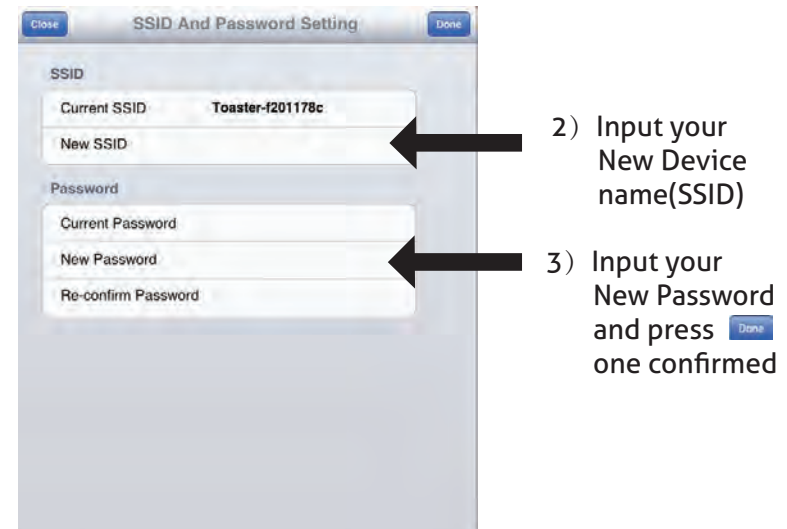 Close SSID And Password Setting Done
SSID
Current SSID Toaster-f201178c
New SSID
Password
Current Password
New Password
Re-confirm Password
2）Input your
New Device
name(SSID)
3）Input your
New Password
and press Done
one confirmed